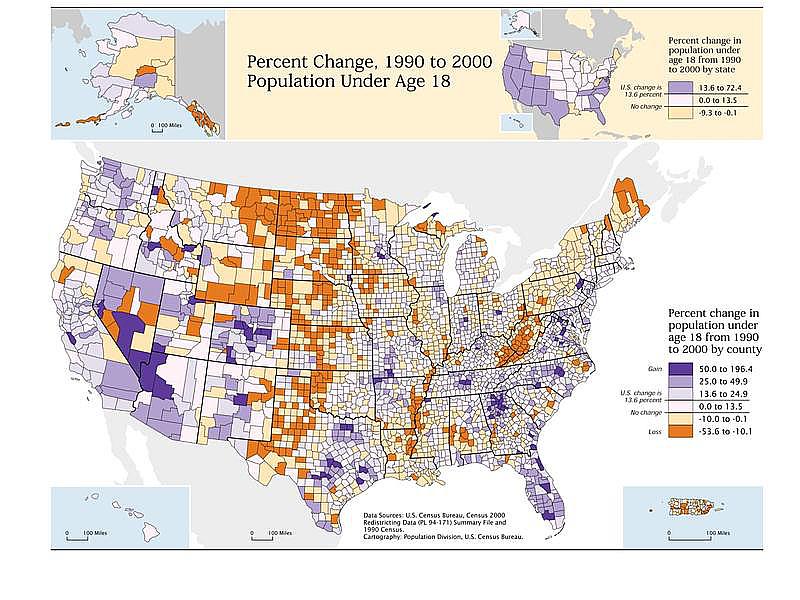 Percent Change, 1990 to 2000
Population Under Age 18
Percent change in
population under
age 18 from 1990
to 2000 by state
U.S. change is
13.6 percent
No change
13.6 to 72.4
0.0 to 13.5
-9.3 to -0.1
0 100 Miles
Percent change in
population under
age 18 from 1990
to 2000 by county
Gain
U.S. change is
13.6 percent
No change
Loss
50.0 to 196.4
25.0 to 49.9
13.6 to 24.9
0.0 to 13.5
-10.0 to -0.1
-53.6 to -10.1
0 100 Miles
0 100 Miles
Data Sources: U.S. Census Bureau, Census 2000
Redistricting Data (PL 94-171) Summary File and
1990 Census.
Cartography: Population Division, U.S. Census Bureau.
0 100 Miles